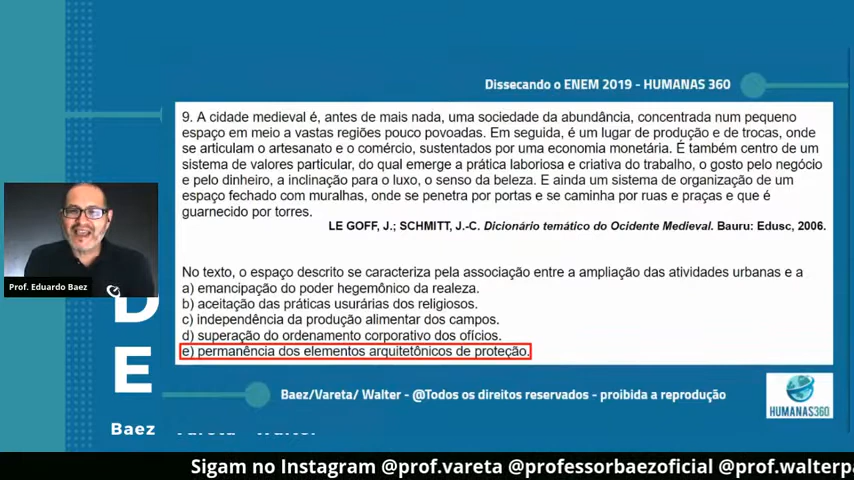 Dissecando o ENEM 2019 - HUMANAS 360
9. A cidade medieval é, antes de mais nada, uma sociedade da abundância, concentrada num pequeno
espaço em meio a vastas regiões pouco povoadas. Em seguida, é um lugar de produção e de trocas, onde
se articulam o artesanato e o comércio, sustentados por uma economia monetária. É também centro de um
sistema de valores particular, do qual emerge a prática laboriosa e criativa do trabalho, o gosto pelo negócio
e pelo dinheiro, a inclinação para o luxo, o senso da beleza. E ainda um sistema de organização de um
espaço fechado com muralhas, onde se penetra por portas e se caminha por ruas e praças e que é
guarnecido por torres.
LE GOFF, J.; SCHMITT, J.-C. Dicionário temático do Ocidente Medieval. Bauru: Edusc, 2006.
No texto, o espaço descrito se caracteriza pela associação entre a ampliação das atividades urbanas e a
a) emancipação do poder hegemônico da realeza.
b) aceitação das práticas usurárias dos religiosos.
c) independência da produção alimentar dos campos.
d) superação do ordenamento corporativo dos ofícios.
e) permanência dos elementos arquitetônicos de proteção.
Prof. Eduardo Baez
D
E
Baez
Baez/Vareta/ Walter - @Todos os direitos reservados - proibida a reprodução
HUMANAS360
Sigam no Instagram @prof.vareta @professorbaezoficial @prof.walterpa